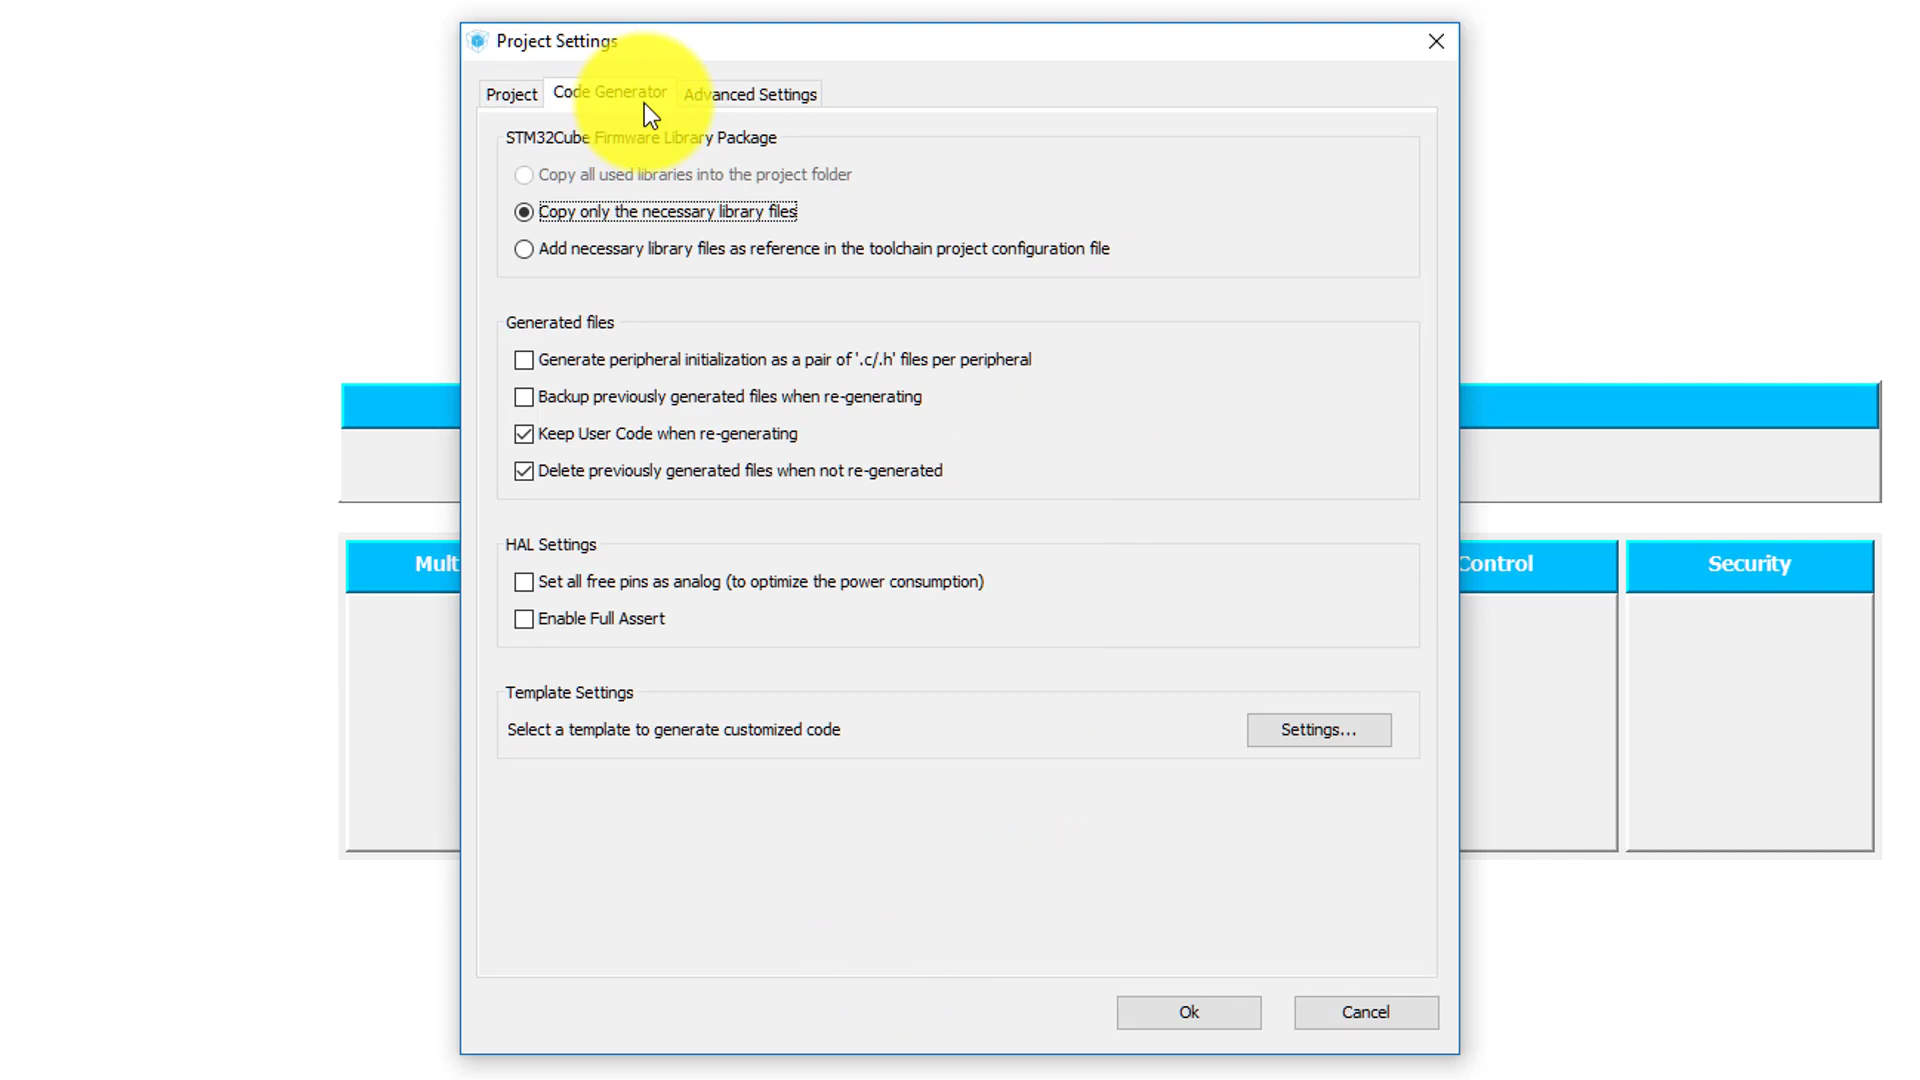 Project Settings
Project
Code Generator
Advanced Settings
STM32Cube Firmware Library Package
Copy all used libraries into the project folder
Copy only the necessary library files
Add necessary library files as reference in the toolchain project configuration file
Generated files
Generate peripheral initialization as a pair of '.c/.h' files per peripheral
Backup previously generated files when re-generating
Keep User Code when re-generating
Delete previously generated files when not re-generated
HAL Settings
Mult
Control
Security
Set all free pins as analog (to optimize the power consumption)
Enable Full Assert
Template Settings
Select a template to generate customized code
Settings...
Ok
Cancel